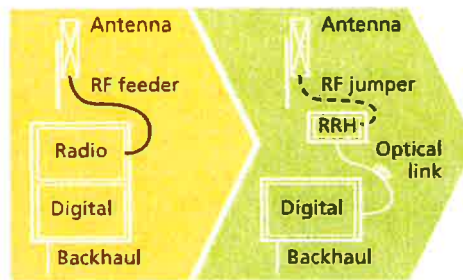 Antenna
RF feeder
Radio
Digital
Backhaul
Antenna
RF jumper
RRH
Optical
link
Digital
Backhaul